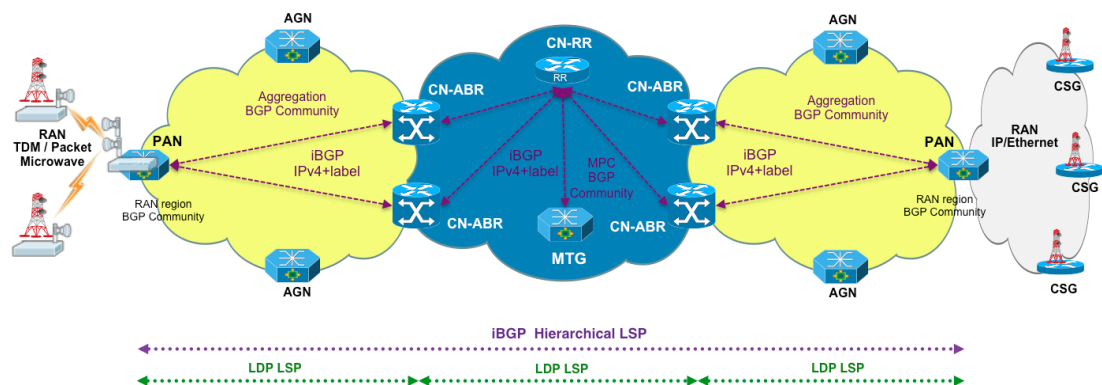 AGN
AGN
CN-RR
RR
CN-ABR
CN-ABR
CSG
Aggregation
BGP Community
Aggregation
BGP Community
RAN
TDM / Packet
Microwave
PAN
PAN
RAN
IP/Ethernet
iBGP
IPv4+label
iBGP
IPv4+label
MPC
BGP
Community
iBGP
IPv4+label
CSG
RAN region
BGP Community
RAN region
BGP Community
CN-ABR
CN-ABR
MTG
AGN
AGN
CSG
iBGP Hierarchical LSP
LDP LSP
LDP LSP
LDP LSP